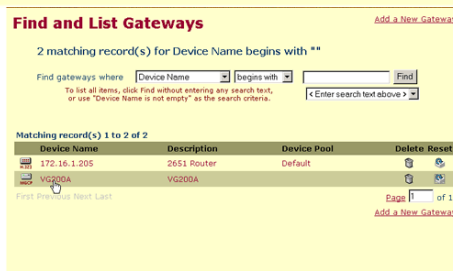 Find and List Gateways
Add a New Gateway
2 matching record(s) for Device Name begins with ""
Find gateways where Device Name begins with Find
To list all items, click Find without entering any search text,
or use "Device Name is not empty" as the search criteria.
< Enter search text above >
Matching record(s) 1 to 2 of 2
Device Name Description Device Pool Delete Reset
H.323 172.16.1.205 2651 Router Default
MGCP VG200A VG200A
First Previous Next Last
Page 1 of 1
Add a New Gateway